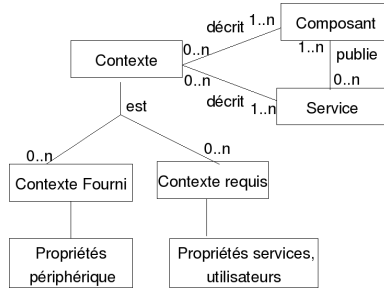 Composant
décrit 1..n
0..n
1..n
publie
Contexte
0..n
0..n
décrit 1..n
Service
est
0..n
0..n
Contexte Fourni
Contexte requis
Propriétés
périphérique
Propriétés services,
utilisateurs